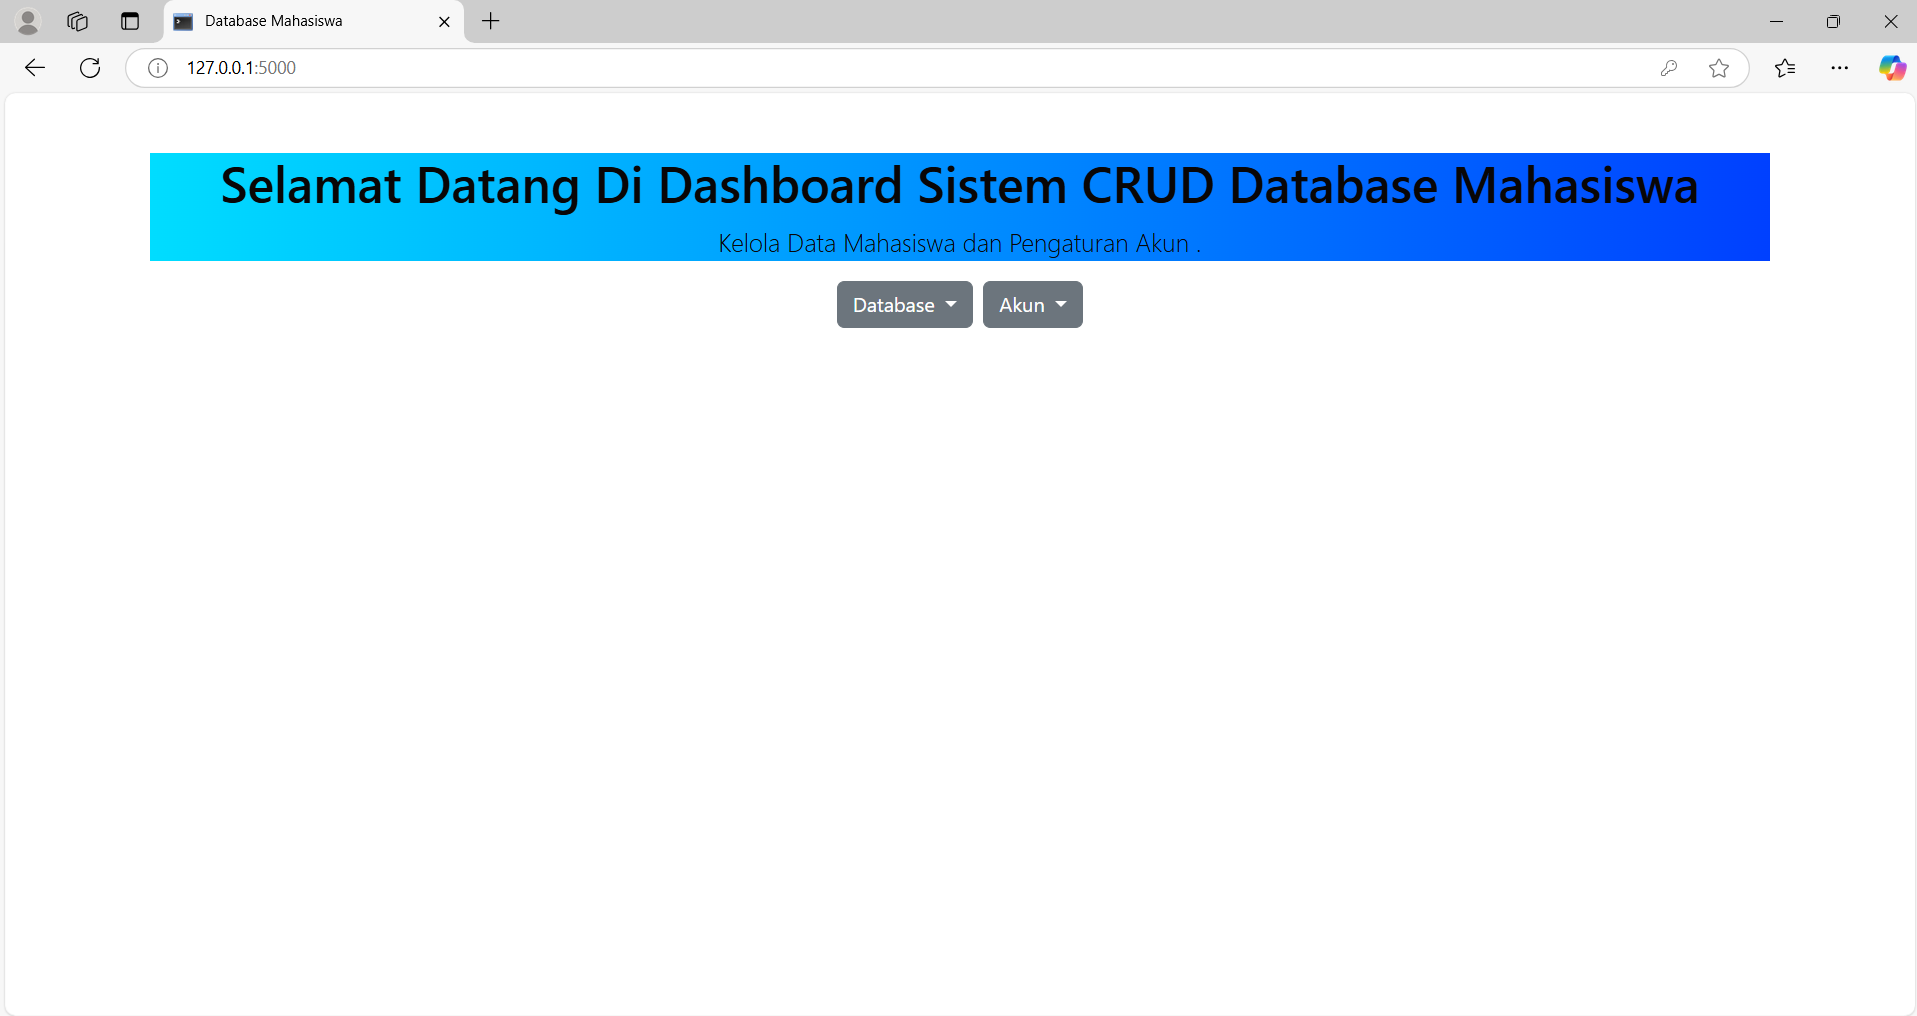 Database Mahasiswa
127.0.0.1:5000
Selamat Datang Di Dashboard Sistem CRUD Database Mahasiswa
Kelola Data Mahasiswa dan Pengaturan Akun .
Database
Akun